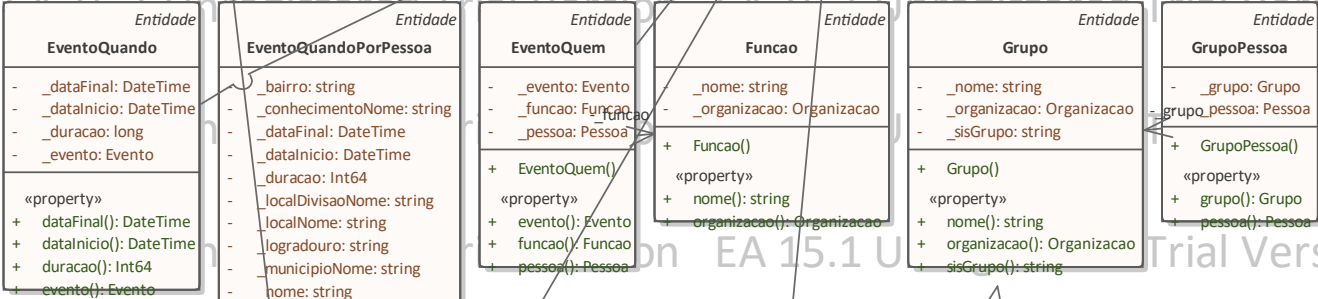 Entidade
EventoQuando
- _dataFinal: DateTime
- _dataInicio: DateTime
- _duracao: long
- _evento: Evento
«property»
+ dataFinal(): DateTime
+ dataInicio(): DateTime
+ duracao(): Int64
+ evento(): Evento
Entidade
EventoQuandoPorPessoa
- _bairro: string
- _conhecimentoNome: string
- _dataFinal: DateTime
- _dataInicio: DateTime
- _duracao: Int64
- _localDivisaoNome: string
- _localNome: string
- _logradouro: string
- _municipioNome: string
- _nome: string
Entidade
EventoQuem
- _evento: Evento
- _funcao: Funcao
- _pessoa: Pessoa
+ EventoQuem()
«property»
+ evento(): Evento
+ funcao(): Funcao
+ pessoa(): Pessoa
-_funcao
Entidade
Funcao
- _nome: string
- _organizacao: Organizacao
+ Funcao()
«property»
+ nome(): string
+ organizacao(): Organizacao
Entidade
Grupo
- _nome: string
- _organizacao: Organizacao
- _sisGrupo: string
+ Grupo()
«property»
+ nome(): string
+ organizacao(): Organizacao
+ sisGrupo(): string
-_grupo
Entidade
GrupoPessoa
- _grupo: Grupo
- _pessoa: Pessoa
+ GrupoPessoa()
«property»
+ grupo(): Grupo
+ pessoa(): Pessoa
EA 15.1 U
Trial Vers